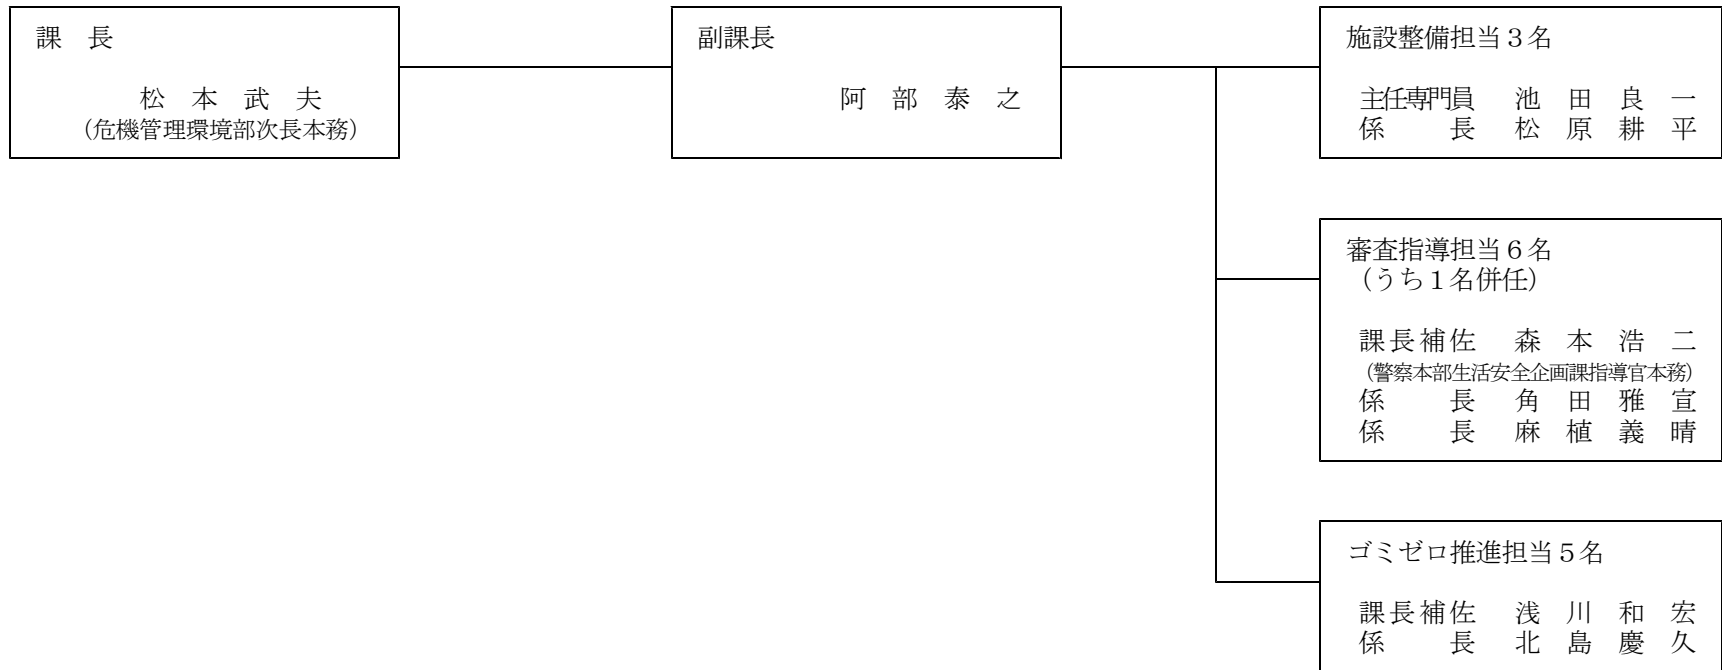 課　長
松　本　武　夫
（危機管理環境部次長本務）
副課長
阿　部　泰　之
施設整備担当３名
主任専門員　池　田　良　一
係　　　長　松　原　耕　平
審査指導担当６名
（うち１名併任）
課長補佐　森　本　浩　二
（警察本部生活安全企画課指導官本務）
係　　　長　角　田　雅　宣
係　　　長　麻　植　義　晴
ゴミゼロ推進担当５名
課長補佐　浅　川　和　宏
係　　　長　北　島　慶　久